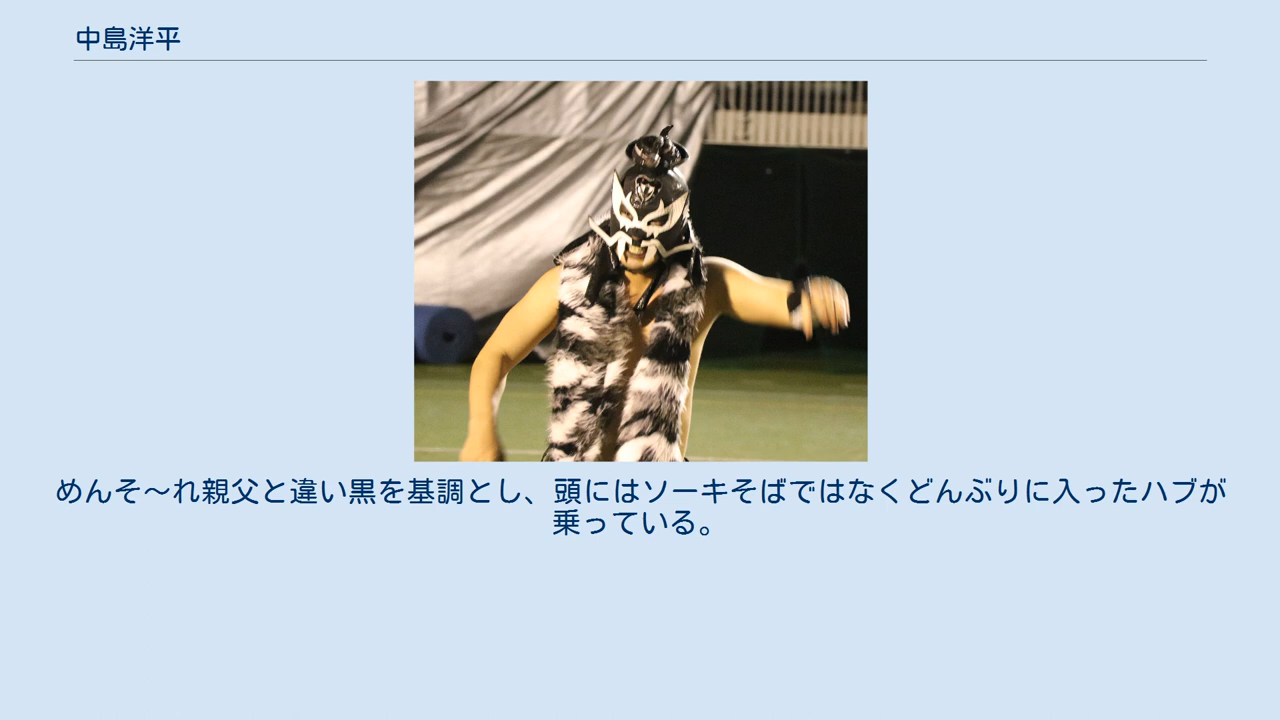 中島洋平
めんそ～れ親父と違い黒を基調とし、頭にはソーキそばではなくどんぶりに入ったハブが
乗っている。